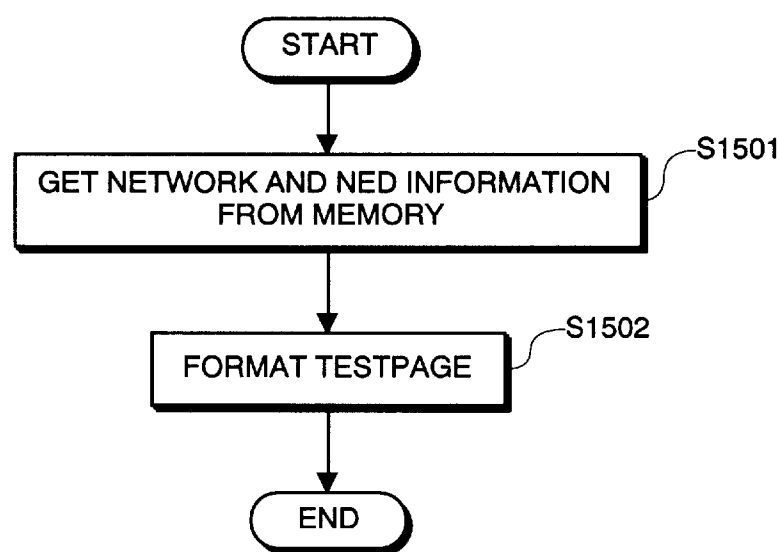 START
GET NETWORK AND NED INFORMATION
FROM MEMORY
S1501
FORMAT TESTPAGE
S1502
END